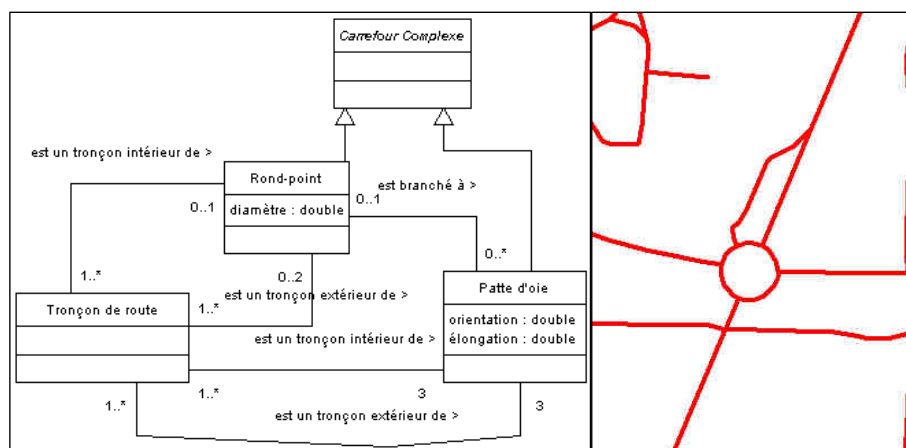 Carrefour Complexe
est un tronçon intérieur de >
Rond-point
est branché à >
0..1
diamètre : double
0..1
0..*
1..*
0..2
Patte d'oie
Tronçon de route
1..*
est un tronçon extérieur de >
orientation : double
est un tronçon intérieur de >
élongation : double
1..*
1..*
3
est un tronçon extérieur de >
3